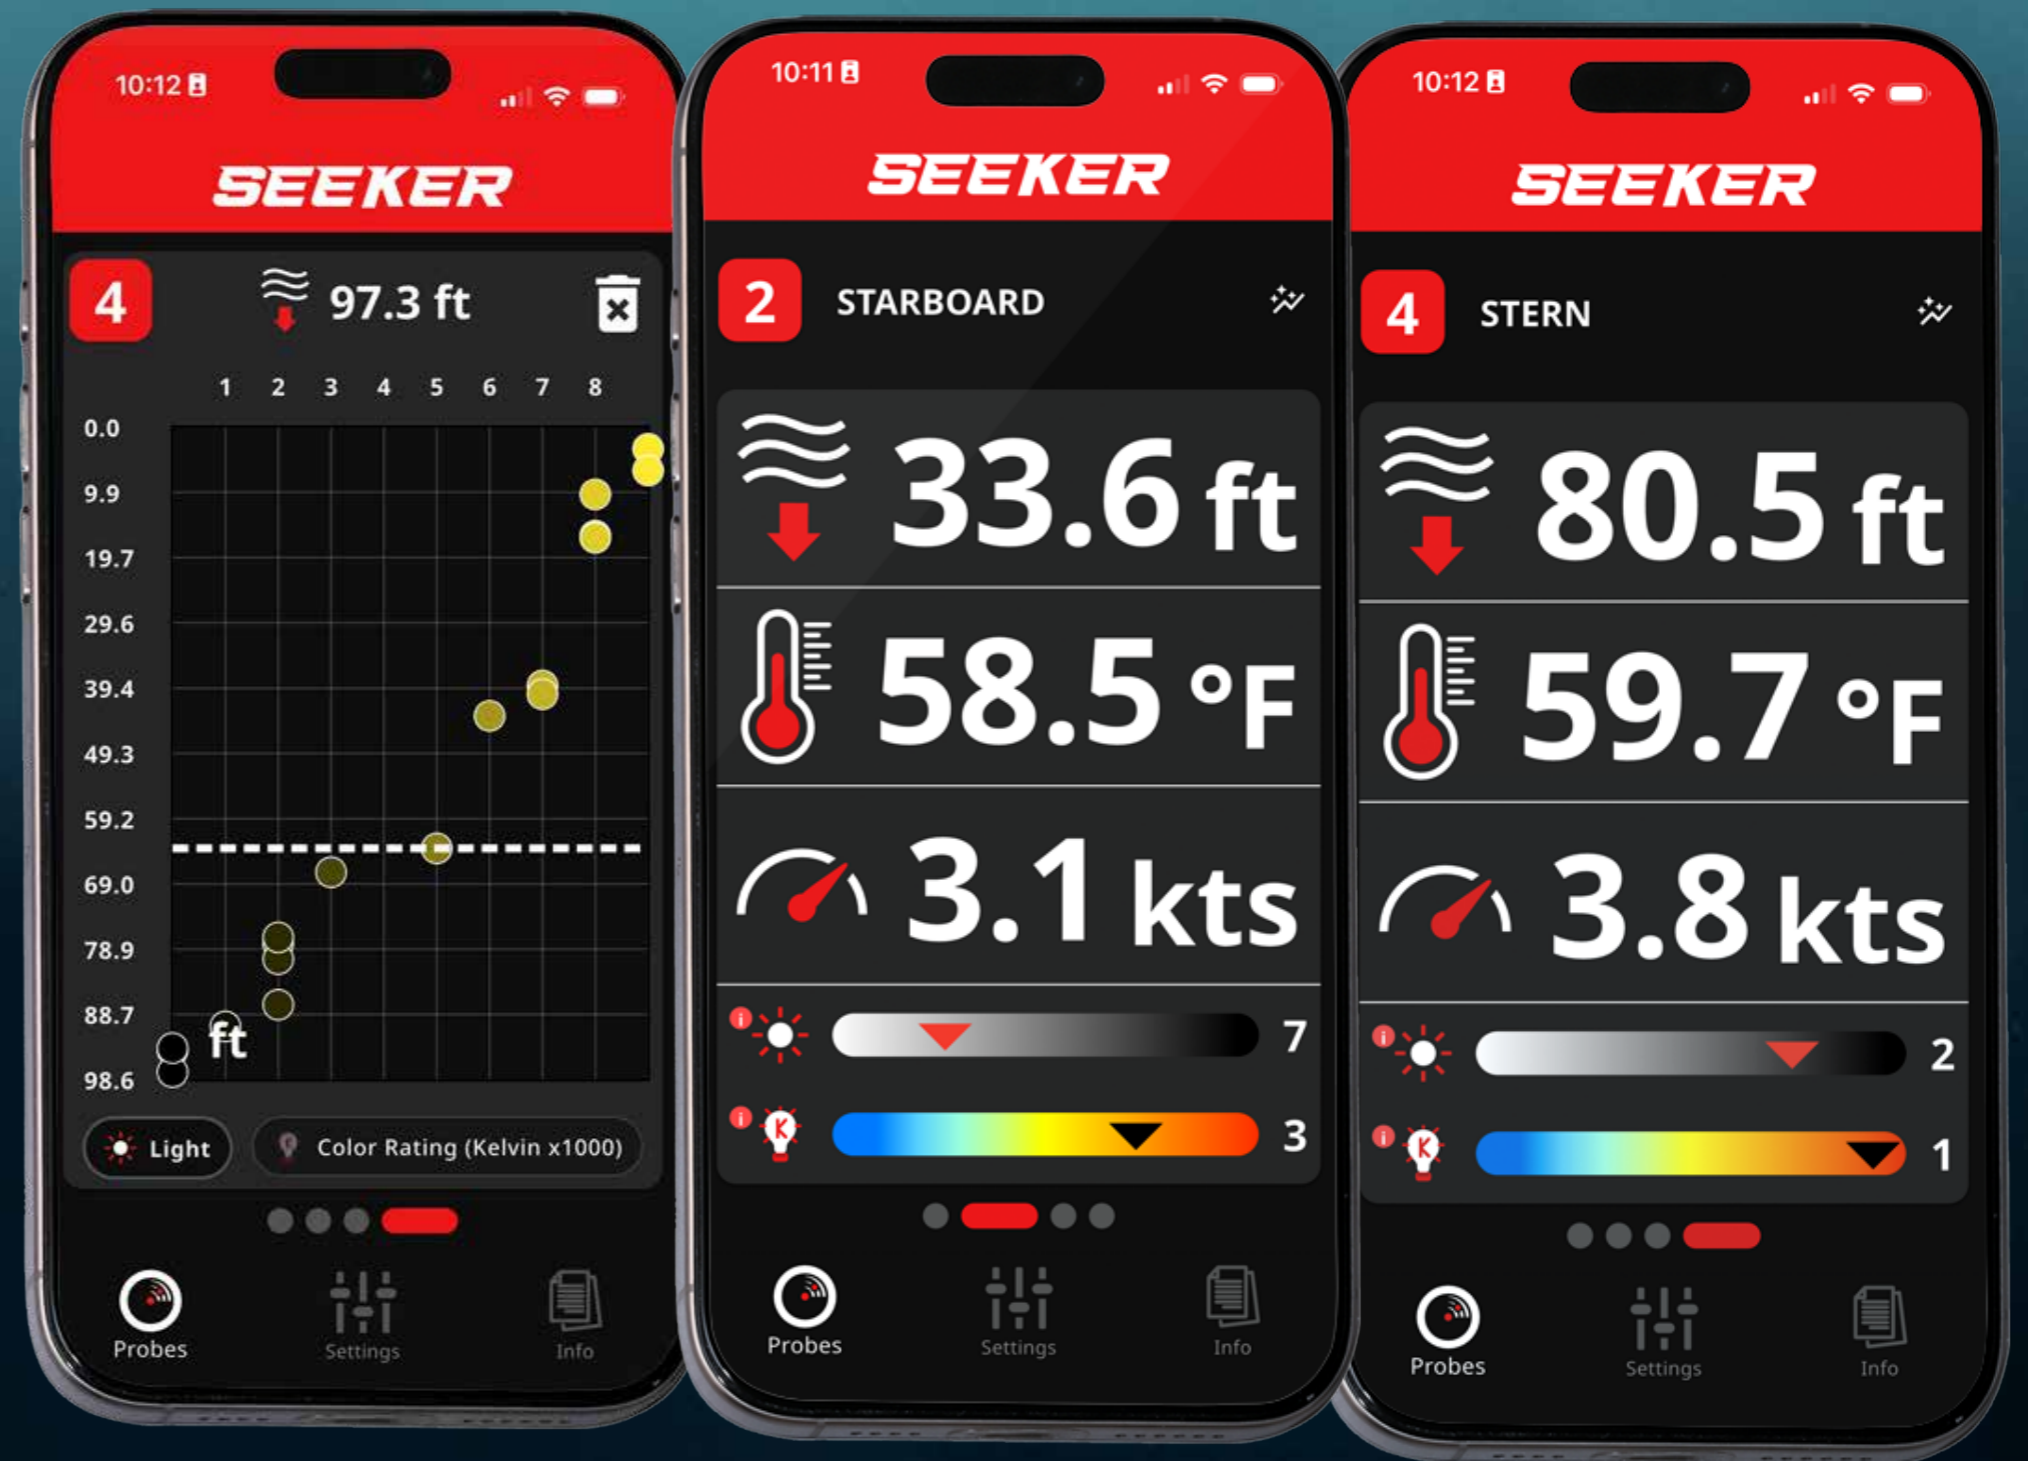 10:12
SEEKER
4
97.3 ft
1 2 3 4 5 6 7 8
0.0
9.9
19.7
29.6
39.4
49.3
59.2
69.0
78.9
88.7
98.6
ft
Light
Color Rating (Kelvin x1000)
Probes
Settings
Info
10:11
SEEKER
2 STARBOARD
33.6 ft
58.5 °F
3.1 kts
i 7
i K 3
Probes
Settings
Info
10:12
SEEKER
4 STERN
80.5 ft
59.7 °F
3.8 kts
i 2
i K 1
Probes
Settings
Info